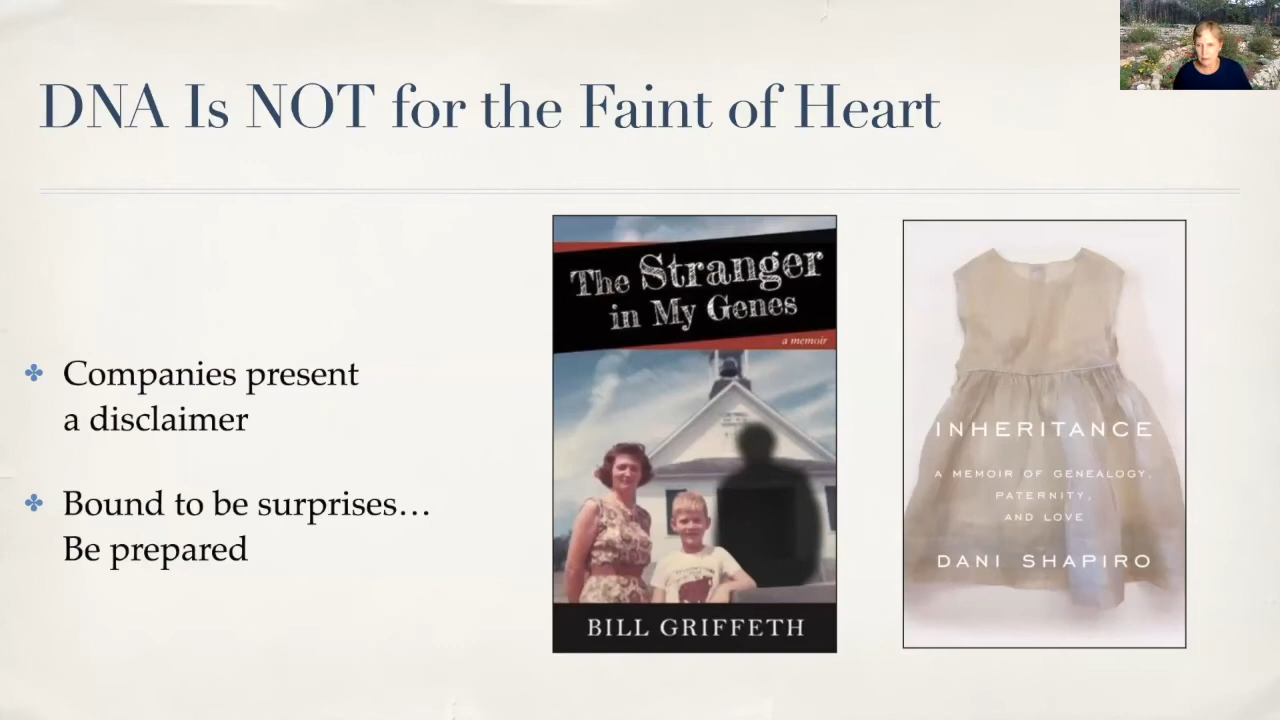 DNA Is NOT for the Faint of Heart
Companies present
a disclaimer
Bound to be surprises…
Be prepared
The Stranger
in My Genes
a memoir
BILL GRIFFETH
INHERITANCE
A MEMOIR OF GENEALOGY,
PATERNITY,
AND LOVE
DANI SHAPIRO